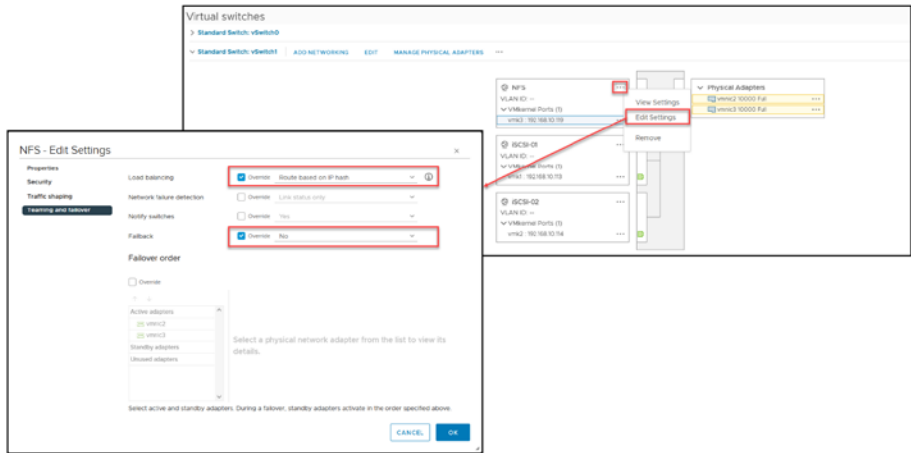 Virtual switches
> Standard Switch: vSwitch0
Standard Switch: vSwitch1 | ADD NETWORKING EDIT MANAGE PHYSICAL ADAPTERS ...
NFS ...
VLAN ID: --
VMkernel Ports (1)
vmk3 : 192.168.10.119
View Settings
Edit Settings
Remove
Physical Adapters
vmnic2 10000 Full ...
vmnic3 10000 Full ...
iSCSI-01 ...
VLAN ID: --
VMkernel Ports (1)
vmk1 : 192.168.10.113 ...
iSCSI-02 ...
VLAN ID: --
VMkernel Ports (1)
vmk2 : 192.168.10.114 ...
NFS - Edit Settings ×
Properties
Security
Traffic shaping
Teaming and failover
Load balancing Override Route based on IP hash
Network failure detection Override Link status only
Notify switches Override Yes
Failback Override No
Failover order
Override
Active adapters
vmnic2
vmnic3
Standby adapters
Unused adapters
Select a physical network adapter from the list to view its
details.
Select active and standby adapters. During a failover, standby adapters activate in the order specified above.
CANCEL OK